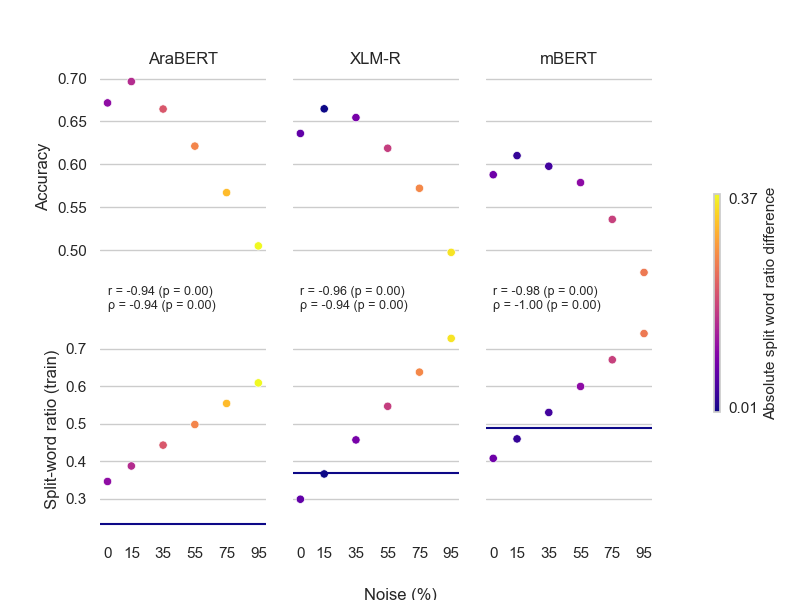 AraBERT XLM-R mBERT
0.70
0.65
0.60
0.55
0.50
Accuracy
r = -0.94 (p = 0.00)
ρ = -0.94 (p = 0.00)
r = -0.96 (p = 0.00)
ρ = -0.94 (p = 0.00)
r = -0.98 (p = 0.00)
ρ = -1.00 (p = 0.00)
0.7
0.6
0.5
0.4
0.3
Split-word ratio (train)
0 15 35 55 75 95
0 15 35 55 75 95
0 15 35 55 75 95
Noise (%)
0.37
0.01
Absolute split word ratio difference